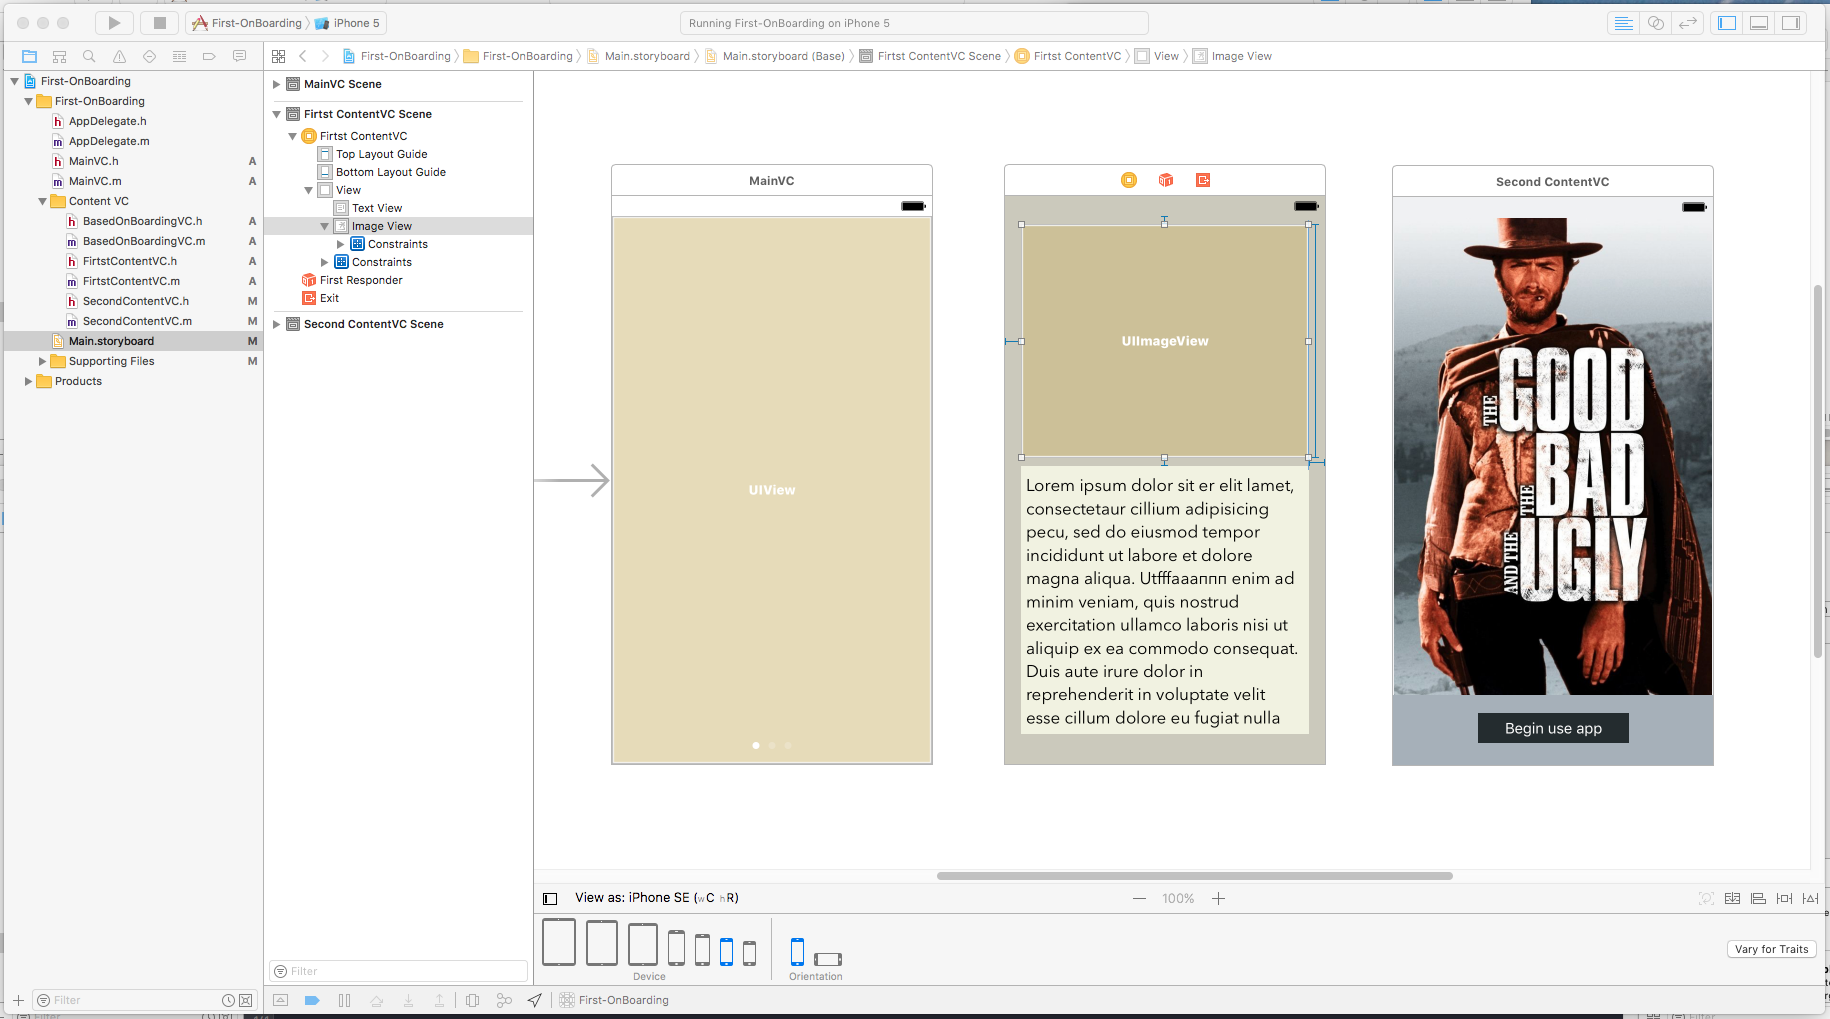 First-OnBoarding
iPhone 5
Running First-OnBoarding on iPhone 5
First-OnBoarding
First-OnBoarding
Main.storyboard
Main.storyboard (Base)
Firtst ContentVC Scene
Firtst ContentVC
View
Image View
First-OnBoarding
First-OnBoarding
AppDelegate.h
AppDelegate.m
MainVC.h A
MainVC.m A
Content VC
BasedOnBoardingVC.h A
BasedOnBoardingVC.m A
FirtstContentVC.h A
FirtstContentVC.m A
SecondContentVC.h M
SecondContentVC.m M
Main.storyboard M
Supporting Files M
Products
Filter
MainVC Scene
Firtst ContentVC Scene
Firtst ContentVC
Top Layout Guide
Bottom Layout Guide
View
Text View
Image View
Constraints
Constraints
First Responder
Exit
Second ContentVC Scene
Filter
MainVC
UIView
UIImageView
Lorem ipsum dolor sit er elit lamet,
consectetaur cillium adipisicing
pecu, sed do eiusmod tempor
incididunt ut labore et dolore
magna aliqua. Utfffaaаппп enim ad
minim veniam, quis nostrud
exercitation ullamco laboris nisi ut
aliquip ex ea commodo consequat.
Duis aute irure dolor in
reprehenderit in voluptate velit
esse cillum dolore eu fugiat nulla
Second ContentVC
THE GOOD
THE BAD
AND THE UGLY
Begin use app
View as: iPhone SE (wC hR)
100%
Device
Orientation
Vary for Traits
First-OnBoarding